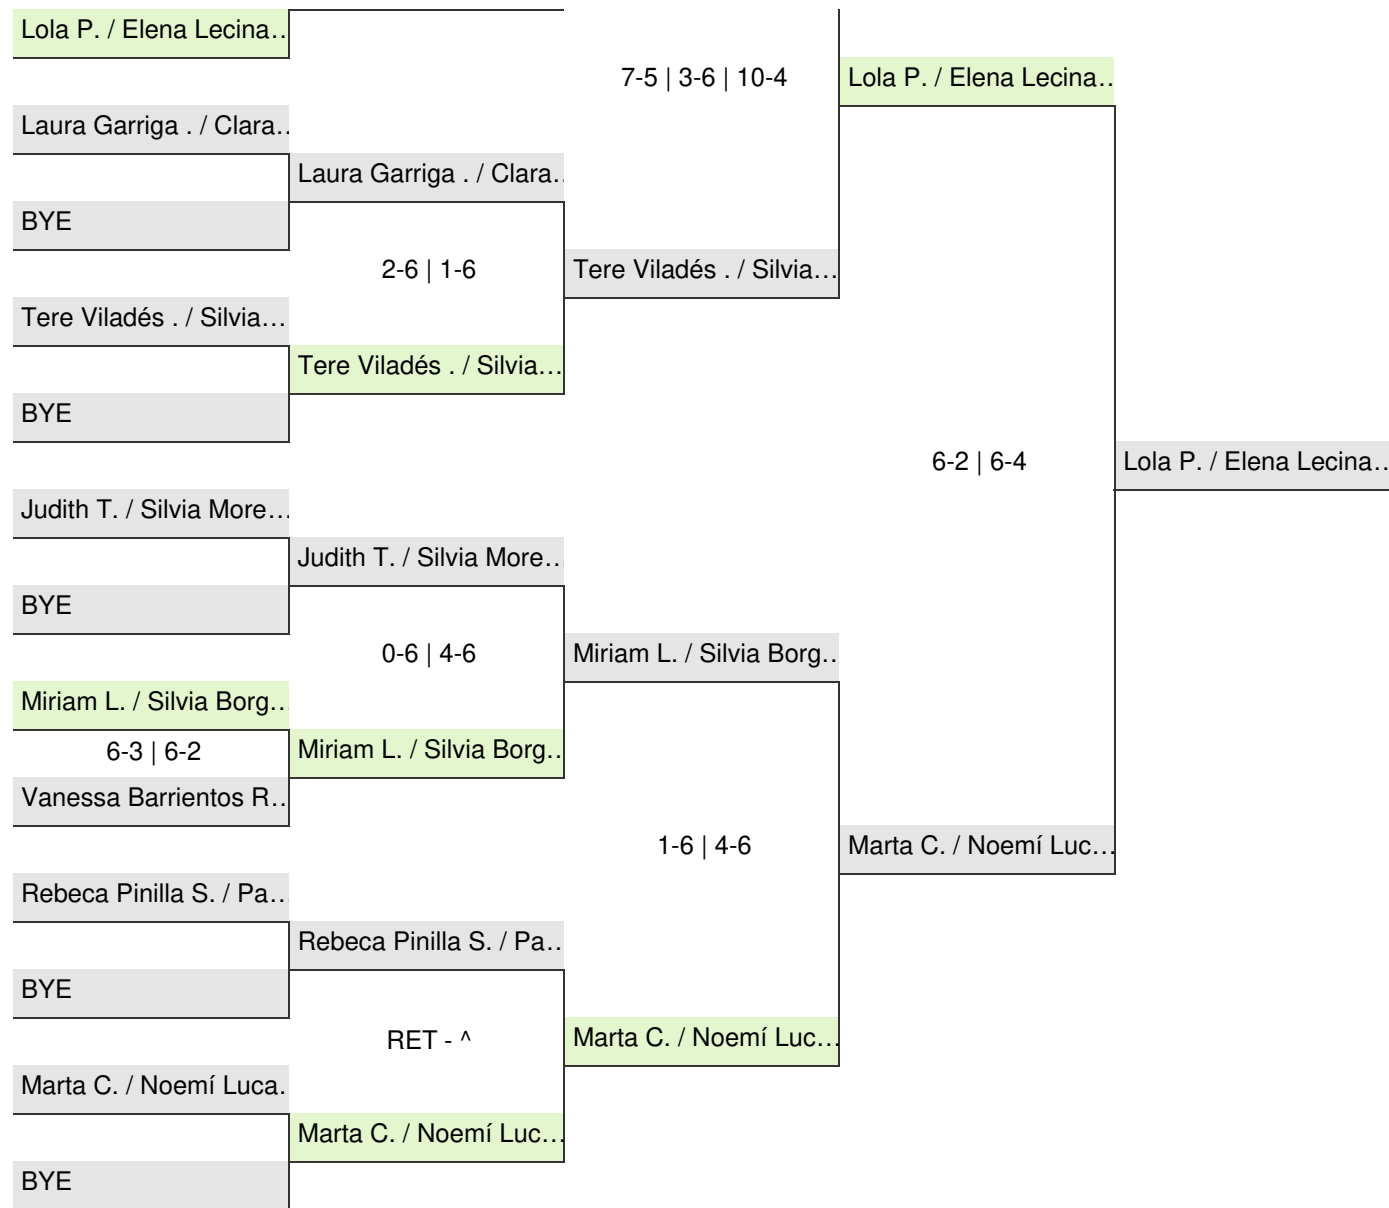 Lola P. / Elena Lecina…
7-5 | 3-6 | 10-4
Lola P. / Elena Lecina…
Laura Garriga . / Clara…
Laura Garriga . / Clara…
BYE
2-6 | 1-6
Tere Viladés . / Silvia…
Tere Viladés . / Silvia…
Tere Viladés . / Silvia…
BYE
6-2 | 6-4
Lola P. / Elena Lecina…
Judith T. / Silvia More…
Judith T. / Silvia More…
BYE
0-6 | 4-6
Miriam L. / Silvia Borg…
Miriam L. / Silvia Borg…
6-3 | 6-2
Miriam L. / Silvia Borg…
Vanessa Barrientos R…
1-6 | 4-6
Marta C. / Noemí Luc…
Rebeca Pinilla S. / Pa…
Rebeca Pinilla S. / Pa…
BYE
RET - ^
Marta C. / Noemí Luc…
Marta C. / Noemí Luca…
Marta C. / Noemí Luc…
BYE